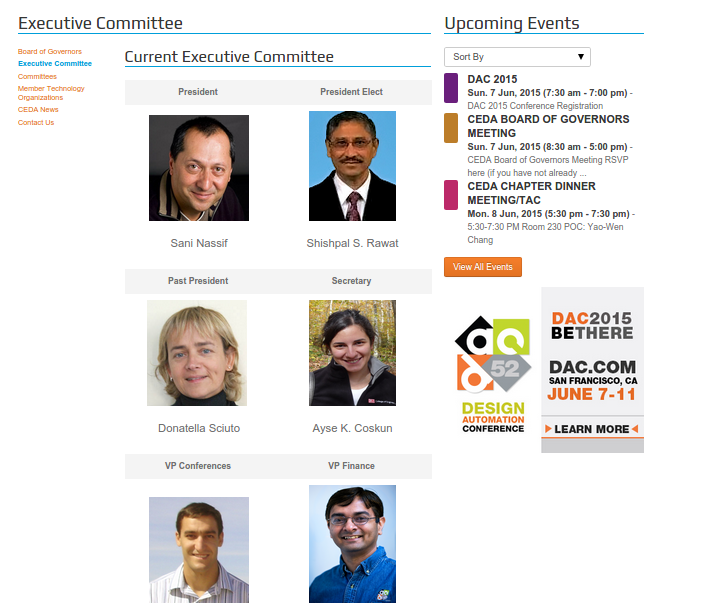 Executive Committee
Board of Governors
Executive Committee
Committees
Member Technology
Organizations
CEDA News
Contact Us
Current Executive Committee
President
President Elect
Sani Nassif
Shishpal S. Rawat
Past President
Secretary
Donatella Sciuto
Ayse K. Coskun
VP Conferences
VP Finance
Upcoming Events
Sort By
DAC 2015
Sun. 7 Jun, 2015 (7:30 am - 7:00 pm) -
DAC 2015 Conference Registration
CEDA BOARD OF GOVERNORS
MEETING
Sun. 7 Jun, 2015 (8:30 am - 5:00 pm) -
CEDA Board of Governors Meeting RSVP
here (if you have not already ...
CEDA CHAPTER DINNER
MEETING/TAC
Mon. 8 Jun, 2015 (5:30 pm - 7:30 pm) -
5:30-7:30 PM Room 230 POC: Yao-Wen
Chang
View All Events
52
DESIGN
AUTOMATION
CONFERENCE
DAC2015
BETHERE
DAC.COM
SAN FRANCISCO, CA
JUNE 7-11
LEARN MORE